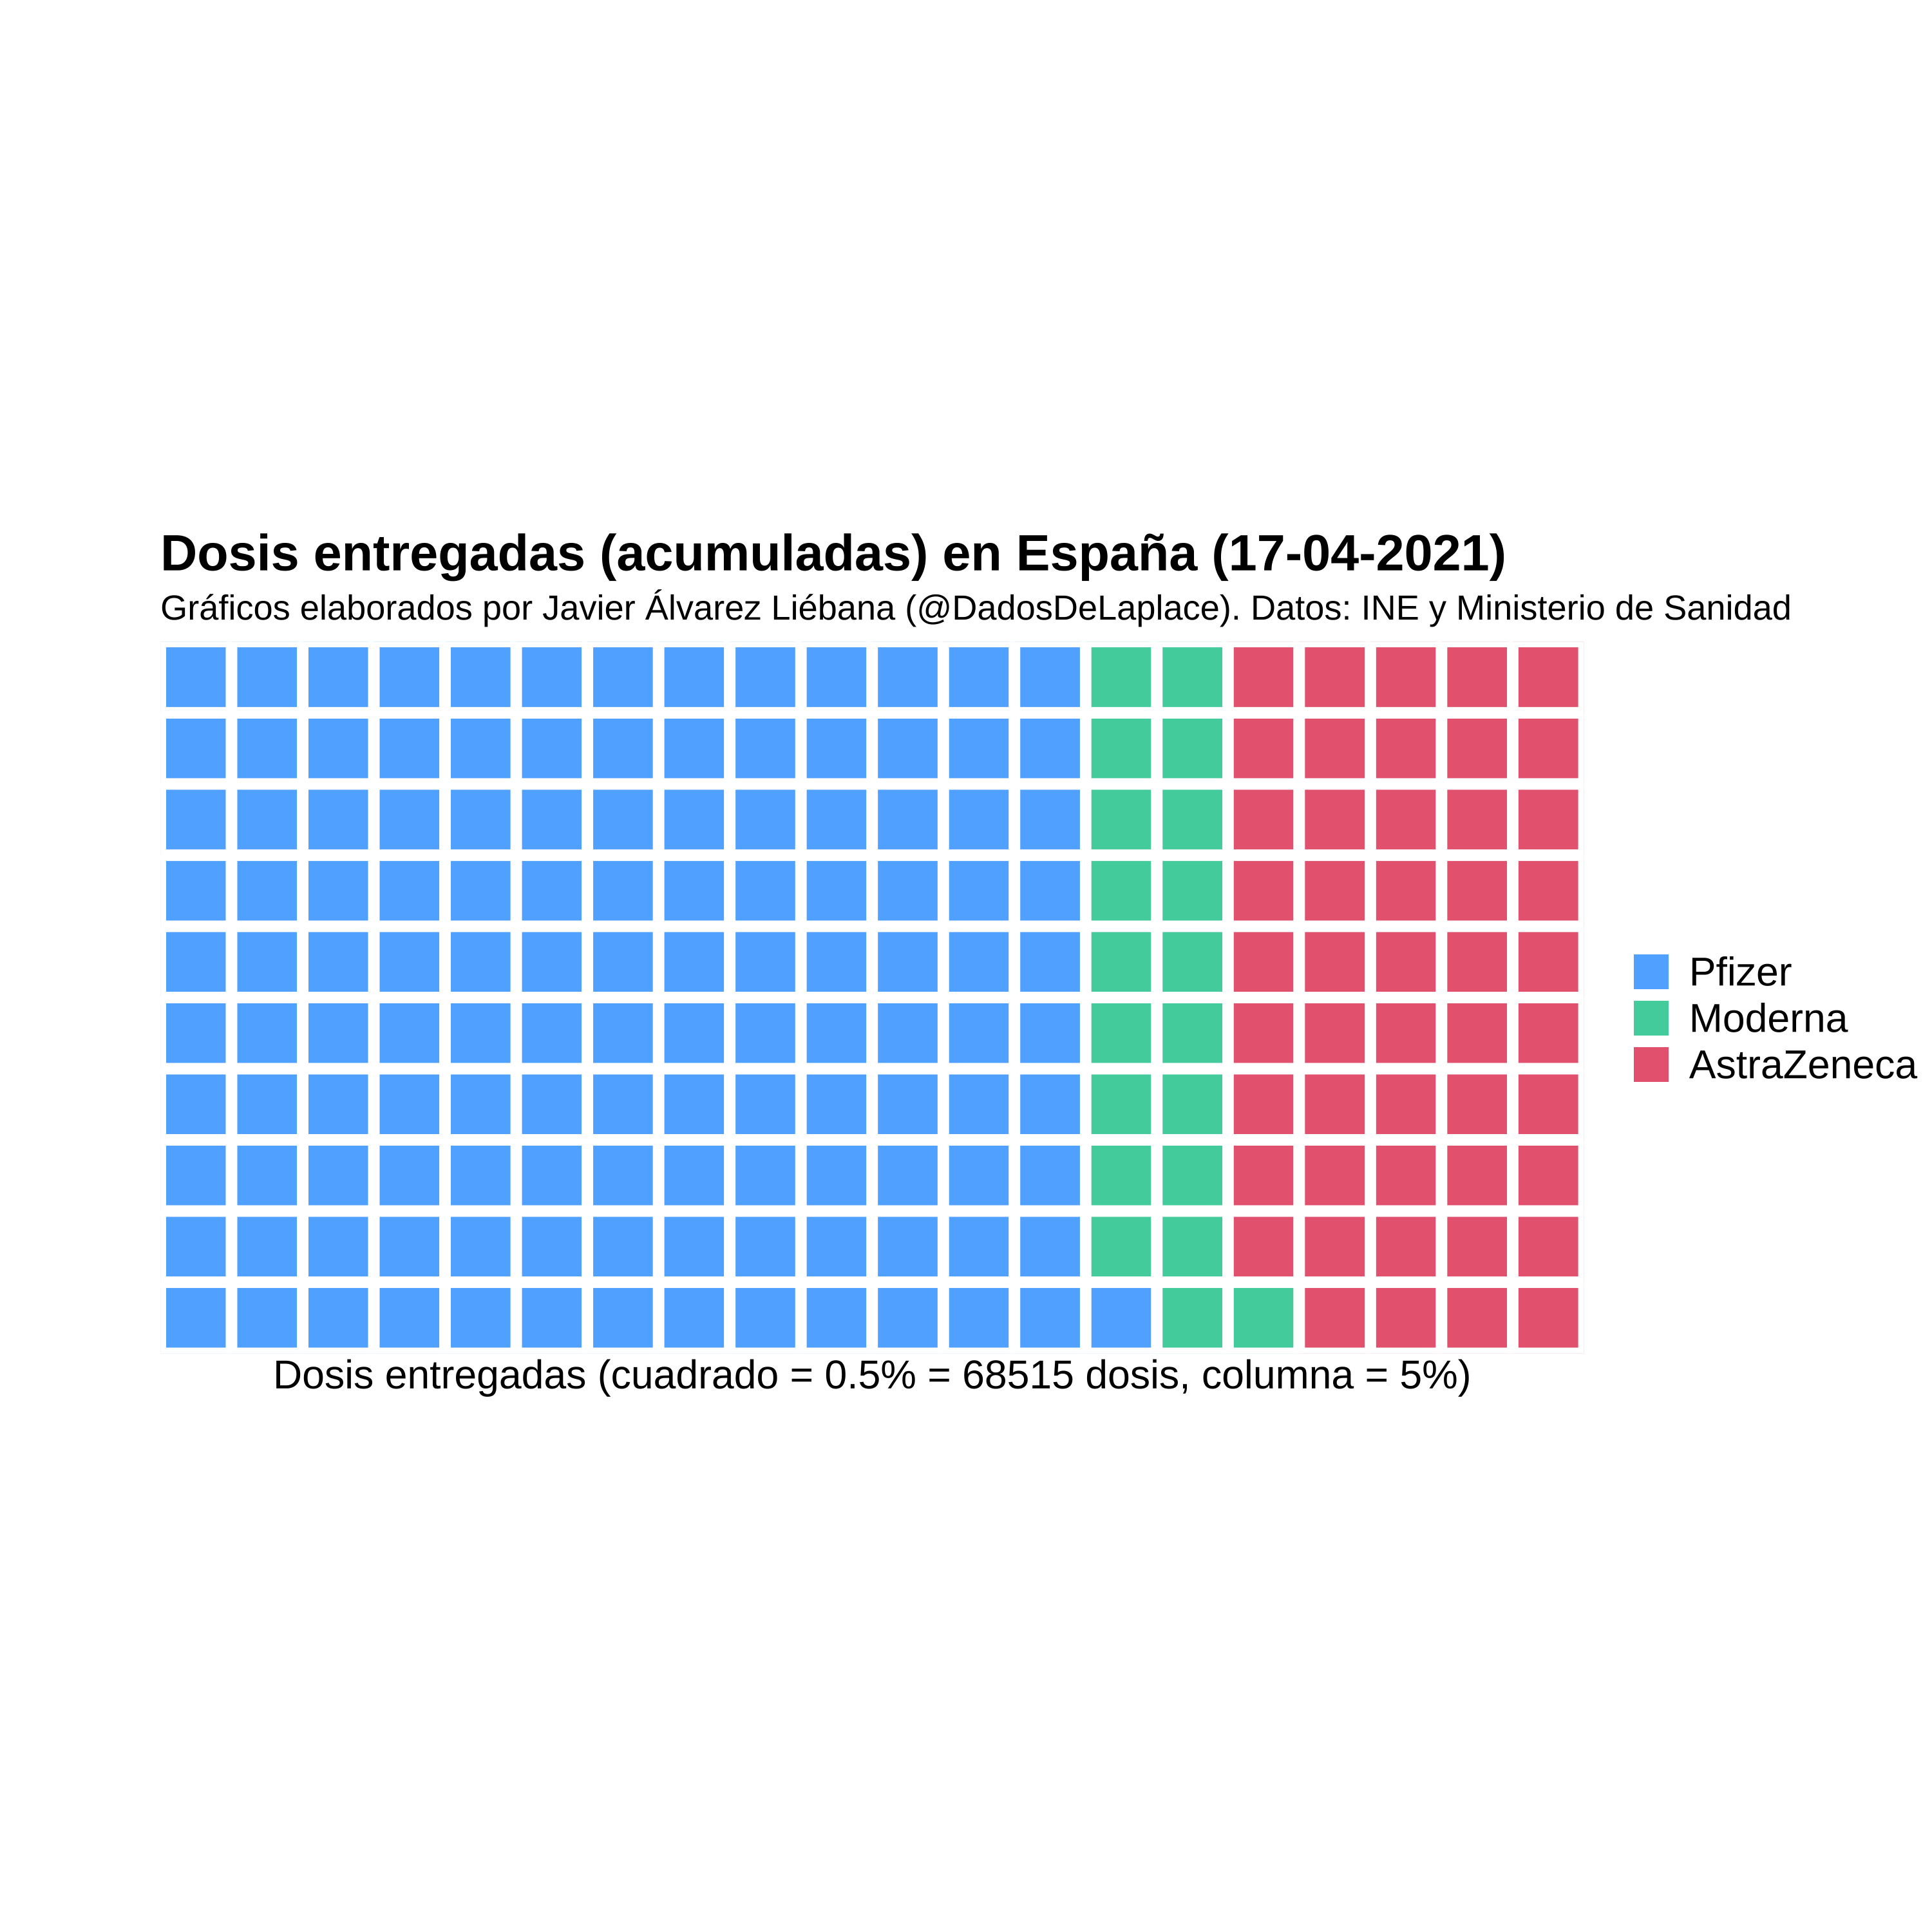 Dosis entregadas (acumuladas) en España (17-04-2021)
Gráficos elaborados por Javier Álvarez Liébana (@DadosDeLaplace). Datos: INE y Ministerio de Sanidad
Pfizer
Moderna
AstraZeneca
Dosis entregadas (cuadrado = 0.5% = 68515 dosis, columna = 5%)